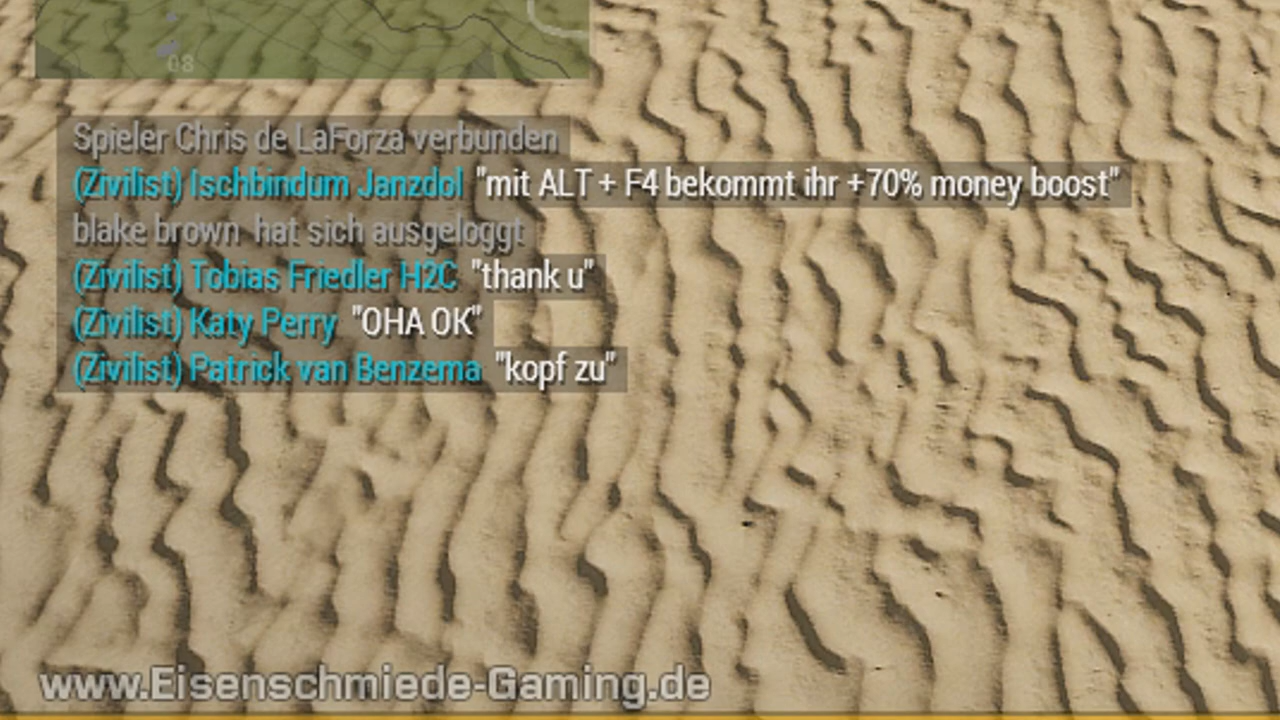 08
Spieler Chris de LaForza verbunden
(Zivilist) Ischbindum Janzdol "mit ALT + F4 bekommt ihr +70% money boost"
blake brown hat sich ausgeloggt
(Zivilist) Tobias Friedler H2C "thank u"
(Zivilist) Katy Perry "OHA OK"
(Zivilist) Patrick van Benzema "kopf zu"
www.Eisenschmiede-Gaming.de